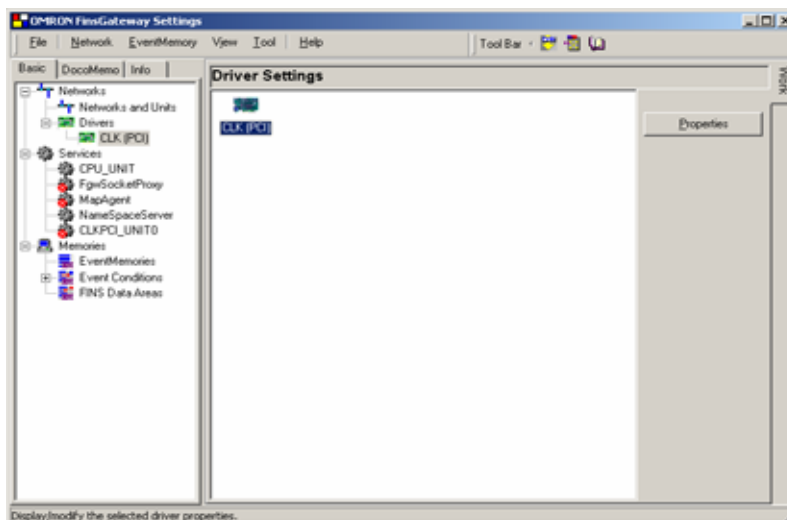 OMRON FinsGateway Settings
File Network EventMemory View Tool Help Tool Bar
Basic DocoMemo Info
Driver Settings
Work
Networks
Networks and Units
Drivers
CLK (PCI)
Services
CPU_UNIT
FgwSocketProxy
MapAgent
NameSpaceServer
CLKPCI_UNIT0
Memories
EventMemories
Event Conditions
FINS Data Areas
CLK (PCI)
Properties
Display/modify the selected driver properties.